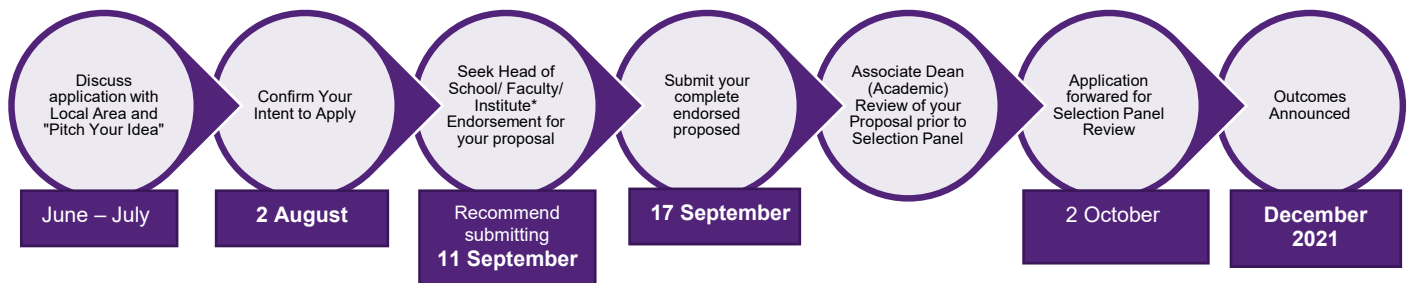 Discuss
application with
Local Area and
"Pitch Your Idea"
June – July
Confirm Your
Intent to Apply
2 August
Seek Head of
School/ Faculty/
Institute*
Endorsement for
your proposal
Recommend
submitting
11 September
Submit your
complete
endorsed
proposed
17 September
Associate Dean
(Academic)
Review of your
Proposal prior to
Selection Panel
Application
forwared for
Selection Panel
Review
2 October
Outcomes
Announced
December
2021